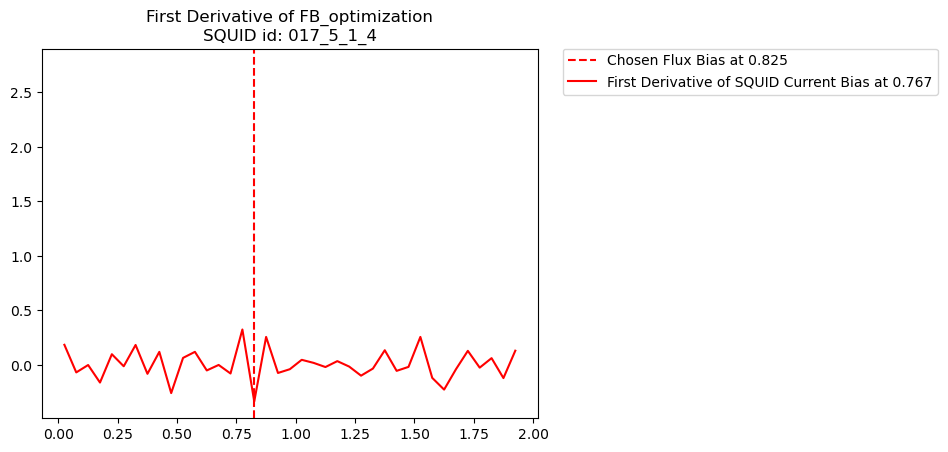 First Derivative of FB_optimization
SQUID id: 017_5_1_4
Chosen Flux Bias at 0.825
First Derivative of SQUID Current Bias at 0.767
2.5
2.0
1.5
1.0
0.5
0.0
0.00 0.25 0.50 0.75 1.00 1.25 1.50 1.75 2.00